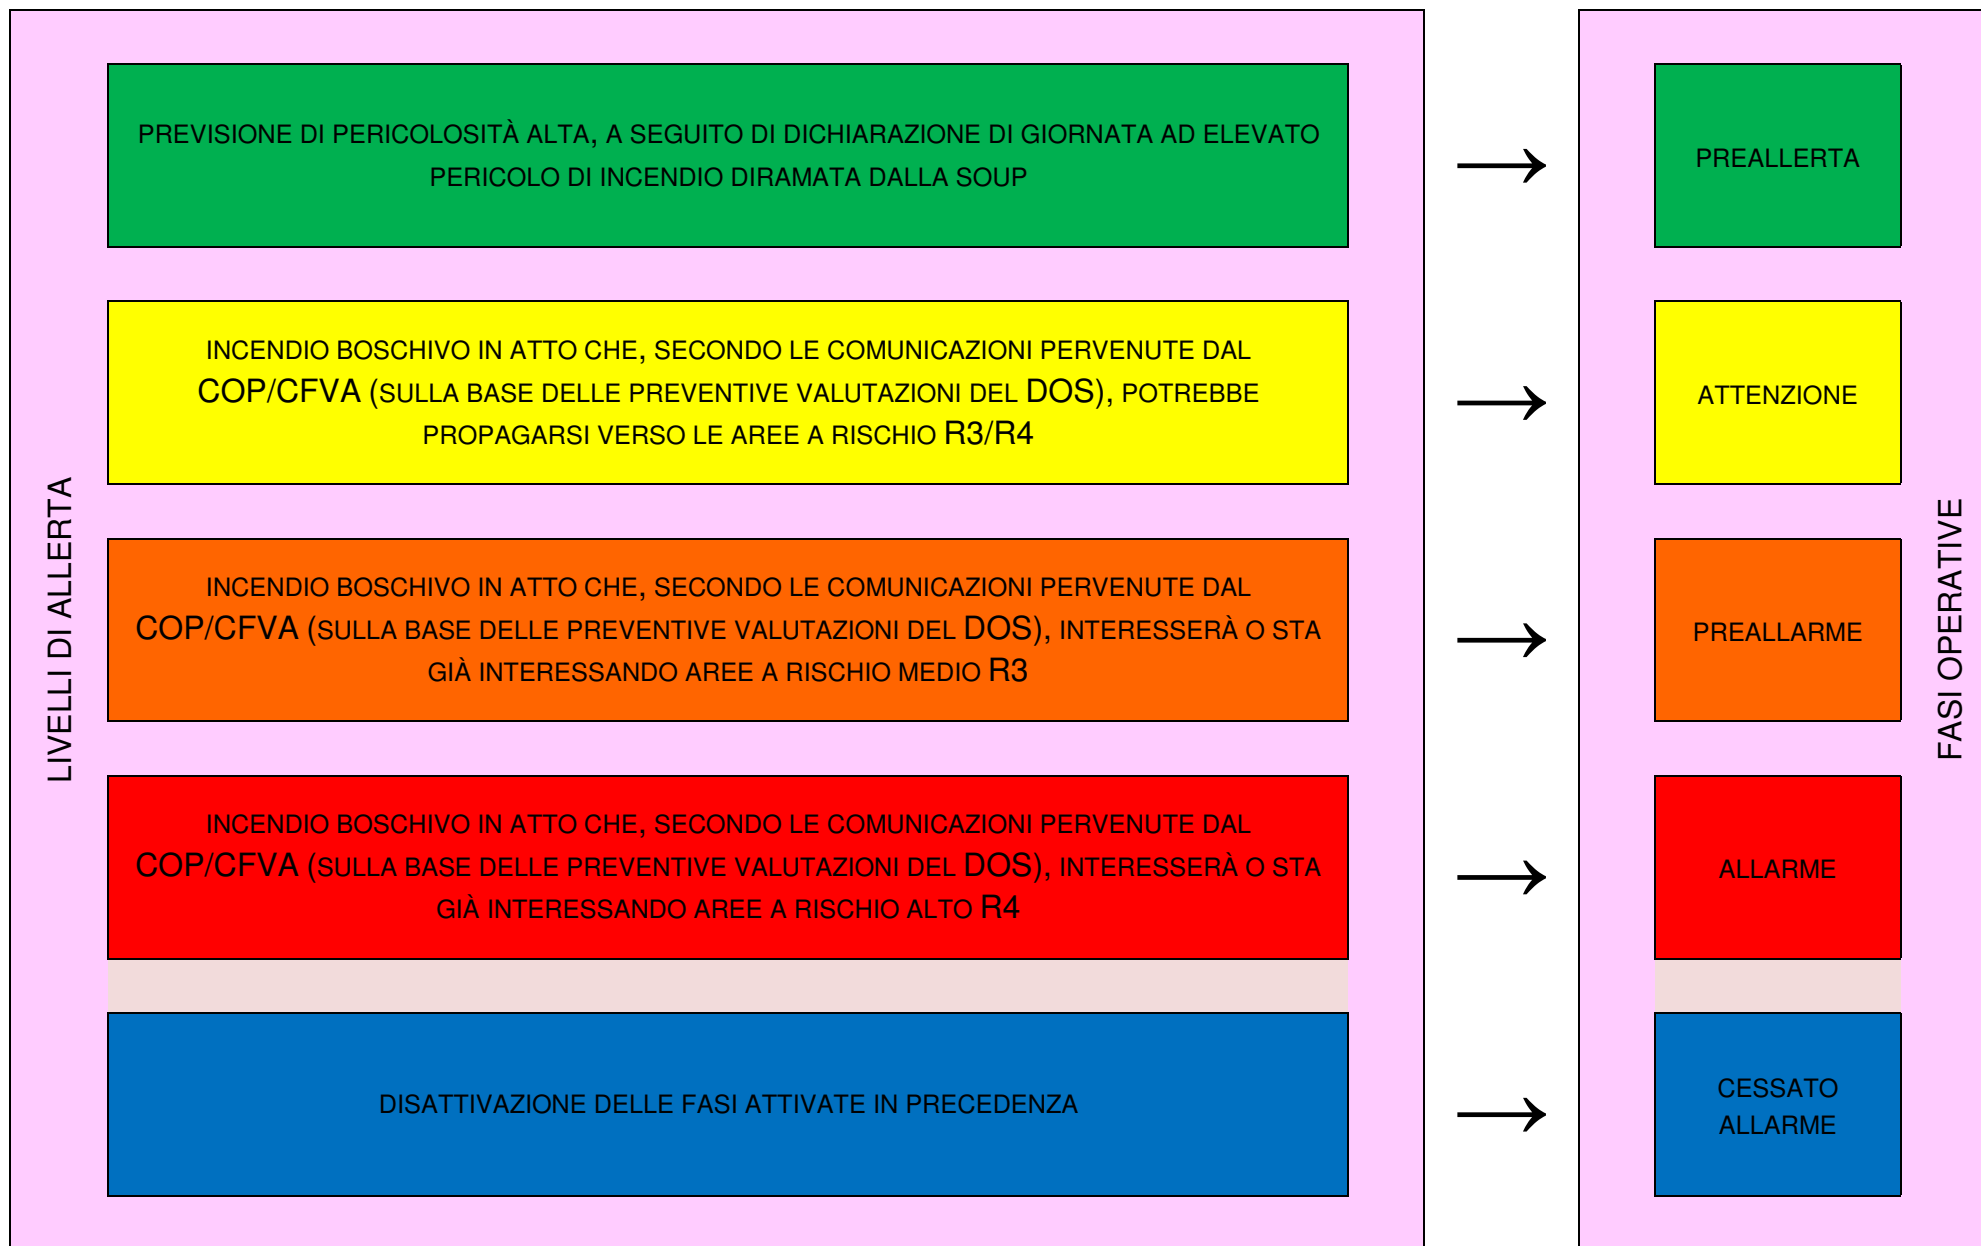 LIVELLI DI ALLERTA
PREVISIONE DI PERICOLOSITÀ ALTA, A SEGUITO DI DICHIARAZIONE DI GIORNATA AD ELEVATO
PERICOLO DI INCENDIO DIRAMATA DALLA SOUP
PREALLERTA
INCENDIO BOSCHIVO IN ATTO CHE, SECONDO LE COMUNICAZIONI PERVENUTE DAL
COP/CFVA (SULLA BASE DELLE PREVENTIVE VALUTAZIONI DEL DOS), POTREBBE
PROPAGARSI VERSO LE AREE A RISCHIO R3/R4
ATTENZIONE
INCENDIO BOSCHIVO IN ATTO CHE, SECONDO LE COMUNICAZIONI PERVENUTE DAL
COP/CFVA (SULLA BASE DELLE PREVENTIVE VALUTAZIONI DEL DOS), INTERESSERÀ O STA
GIÀ INTERESSANDO AREE A RISCHIO MEDIO R3
PREALLARME
INCENDIO BOSCHIVO IN ATTO CHE, SECONDO LE COMUNICAZIONI PERVENUTE DAL
COP/CFVA (SULLA BASE DELLE PREVENTIVE VALUTAZIONI DEL DOS), INTERESSERÀ O STA
GIÀ INTERESSANDO AREE A RISCHIO ALTO R4
ALLARME
DISATTIVAZIONE DELLE FASI ATTIVATE IN PRECEDENZA
CESSATO
ALLARME
FASI OPERATIVE